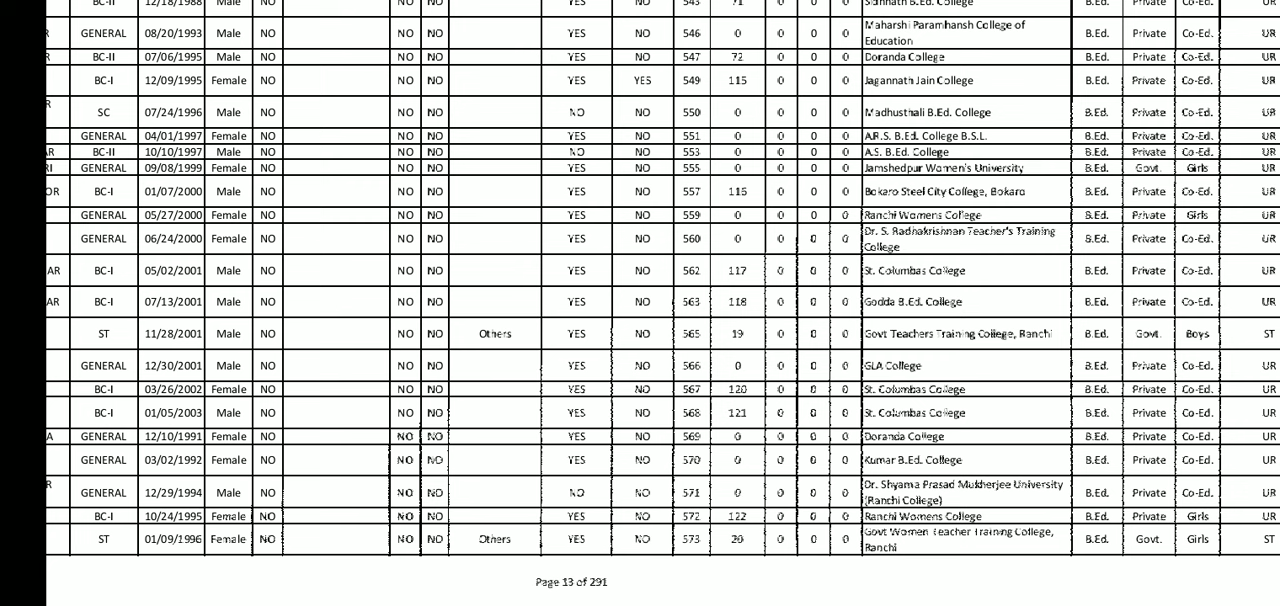 BC-II 12/18/1988 Male NO NO NO YES NO 543 71 0 0 0 Sidhnath B.Ed. College B.Ed. Private Co-Ed. UR
R GENERAL 08/20/1993 Male NO NO NO YES NO 546 0 0 0 0 Maharshi Paramhansh College of
Education B.Ed. Private Co-Ed. UR
R BC-II 07/06/1995 Male NO NO NO YES NO 547 72 0 0 0 Doranda College B.Ed. Private Co-Ed. UR
BC-I 12/09/1995 Female NO NO NO YES YES 549 115 0 0 0 Jagannath Jain College B.Ed. Private Co-Ed. UR
R SC 07/24/1996 Male NO NO NO NO NO 550 0 0 0 0 Madhusthali B.Ed. College B.Ed. Private Co-Ed. UR
GENERAL 04/01/1997 Female NO NO NO YES NO 551 0 0 0 0 A.R.S. B.Ed. College B.S.L. B.Ed. Private Co-Ed. UR
AR BC-II 10/10/1997 Male NO NO NO NO NO 553 0 0 0 0 A.S. B.Ed. College B.Ed. Private Co-Ed. UR
RI GENERAL 09/08/1999 Female NO NO NO YES NO 555 0 0 0 0 Jamshedpur Women's University B.Ed. Govt. Girls UR
OR BC-I 01/07/2000 Male NO NO NO YES NO 557 116 0 0 0 Bokaro Steel City College, Bokaro B.Ed. Private Co-Ed. UR
GENERAL 05/27/2000 Female NO NO NO YES NO 559 0 0 0 0 Ranchi Womens College B.Ed. Private Girls UR
GENERAL 06/24/2000 Female NO NO NO YES NO 560 0 0 0 0 Dr. S. Radhakrishnan Teacher's Training
College B.Ed. Private Co-Ed. UR
AR BC-I 05/02/2001 Male NO NO NO YES NO 562 117 0 0 0 St. Columbas College B.Ed. Private Co-Ed. UR
AR BC-I 07/13/2001 Male NO NO NO YES NO 563 118 0 0 0 Godda B.Ed. College B.Ed. Private Co-Ed. UR
ST 11/28/2001 Male NO NO NO Others YES NO 565 19 0 0 0 Govt Teachers Training College, Ranchi B.Ed. Govt. Boys ST
GENERAL 12/30/2001 Male NO NO NO YES NO 566 0 0 0 0 GLA College B.Ed. Private Co-Ed. UR
BC-I 03/26/2002 Female NO NO NO YES NO 567 120 0 0 0 St. Columbas College B.Ed. Private Co-Ed. UR
BC-I 01/05/2003 Male NO NO NO YES NO 568 121 0 0 0 St. Columbas College B.Ed. Private Co-Ed. UR
A GENERAL 12/10/1991 Female NO NO NO YES NO 569 0 0 0 0 Doranda College B.Ed. Private Co-Ed. UR
GENERAL 03/02/1992 Female NO NO NO YES NO 570 0 0 0 0 Kumar B.Ed. College B.Ed. Private Co-Ed. UR
R GENERAL 12/29/1994 Male NO NO NO NO NO 571 0 0 0 0 Dr. Shyama Prasad Mukherjee University
(Ranchi College) B.Ed. Private Co-Ed. UR
BC-I 10/24/1995 Female NO NO NO YES NO 572 122 0 0 0 Ranchi Womens College B.Ed. Private Girls UR
ST 01/09/1996 Female NO NO NO Others YES NO 573 20 0 0 0 Govt Women Teacher Training College,
Ranchi B.Ed. Govt. Girls ST
Page 13 of 291